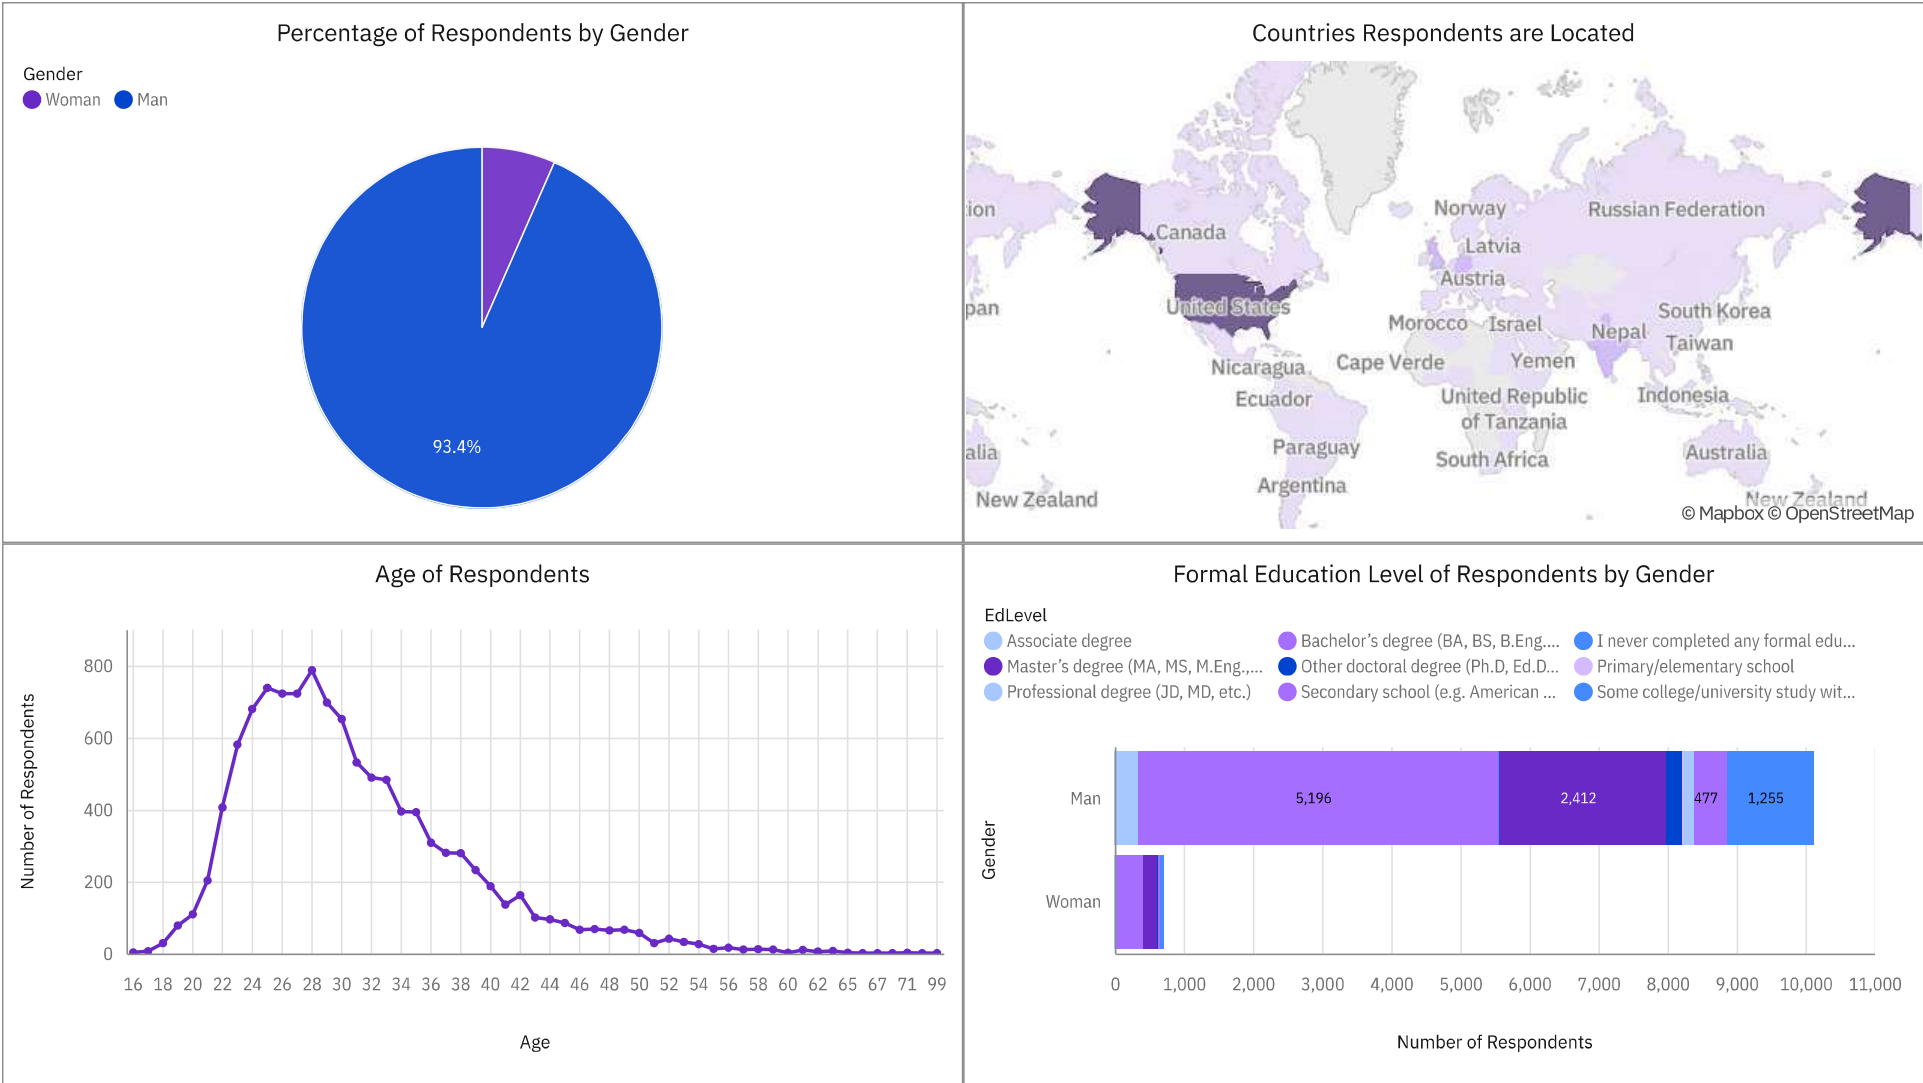 Percentage of Respondents by Gender
Gender
Woman Man
93.4%
Countries Respondents are Located
Norway Russian Federation
ion
Canada
Latvia
Austria
United States
pan
South Korea
Morocco Israel
Nepal
Taiwan
Nicaragua Cape Verde Yemen
Ecuador
United Republic
of Tanzania
Indonesia
Paraguay
alia
South Africa
Australia
Argentina
New Zealand
New Zealand
© Mapbox © OpenStreetMap
Age of Respondents
Number of Respondents
800
600
400
200
0
16 18 20 22 24 26 28 30 32 34 36 38 40 42 44 46 48 50 52 54 56 58 60 62 65 67 71 99
Age
Formal Education Level of Respondents by Gender
EdLevel
Associate degree Bachelor’s degree (BA, BS, B.Eng.... I never completed any formal edu...
Master’s degree (MA, MS, M.Eng.,... Other doctoral degree (Ph.D, Ed.D... Primary/elementary school
Professional degree (JD, MD, etc.) Secondary school (e.g. American ... Some college/university study wit...
Gender
Man 5,196 2,412 477 1,255
Woman
0 1,000 2,000 3,000 4,000 5,000 6,000 7,000 8,000 9,000 10,000 11,000
Number of Respondents